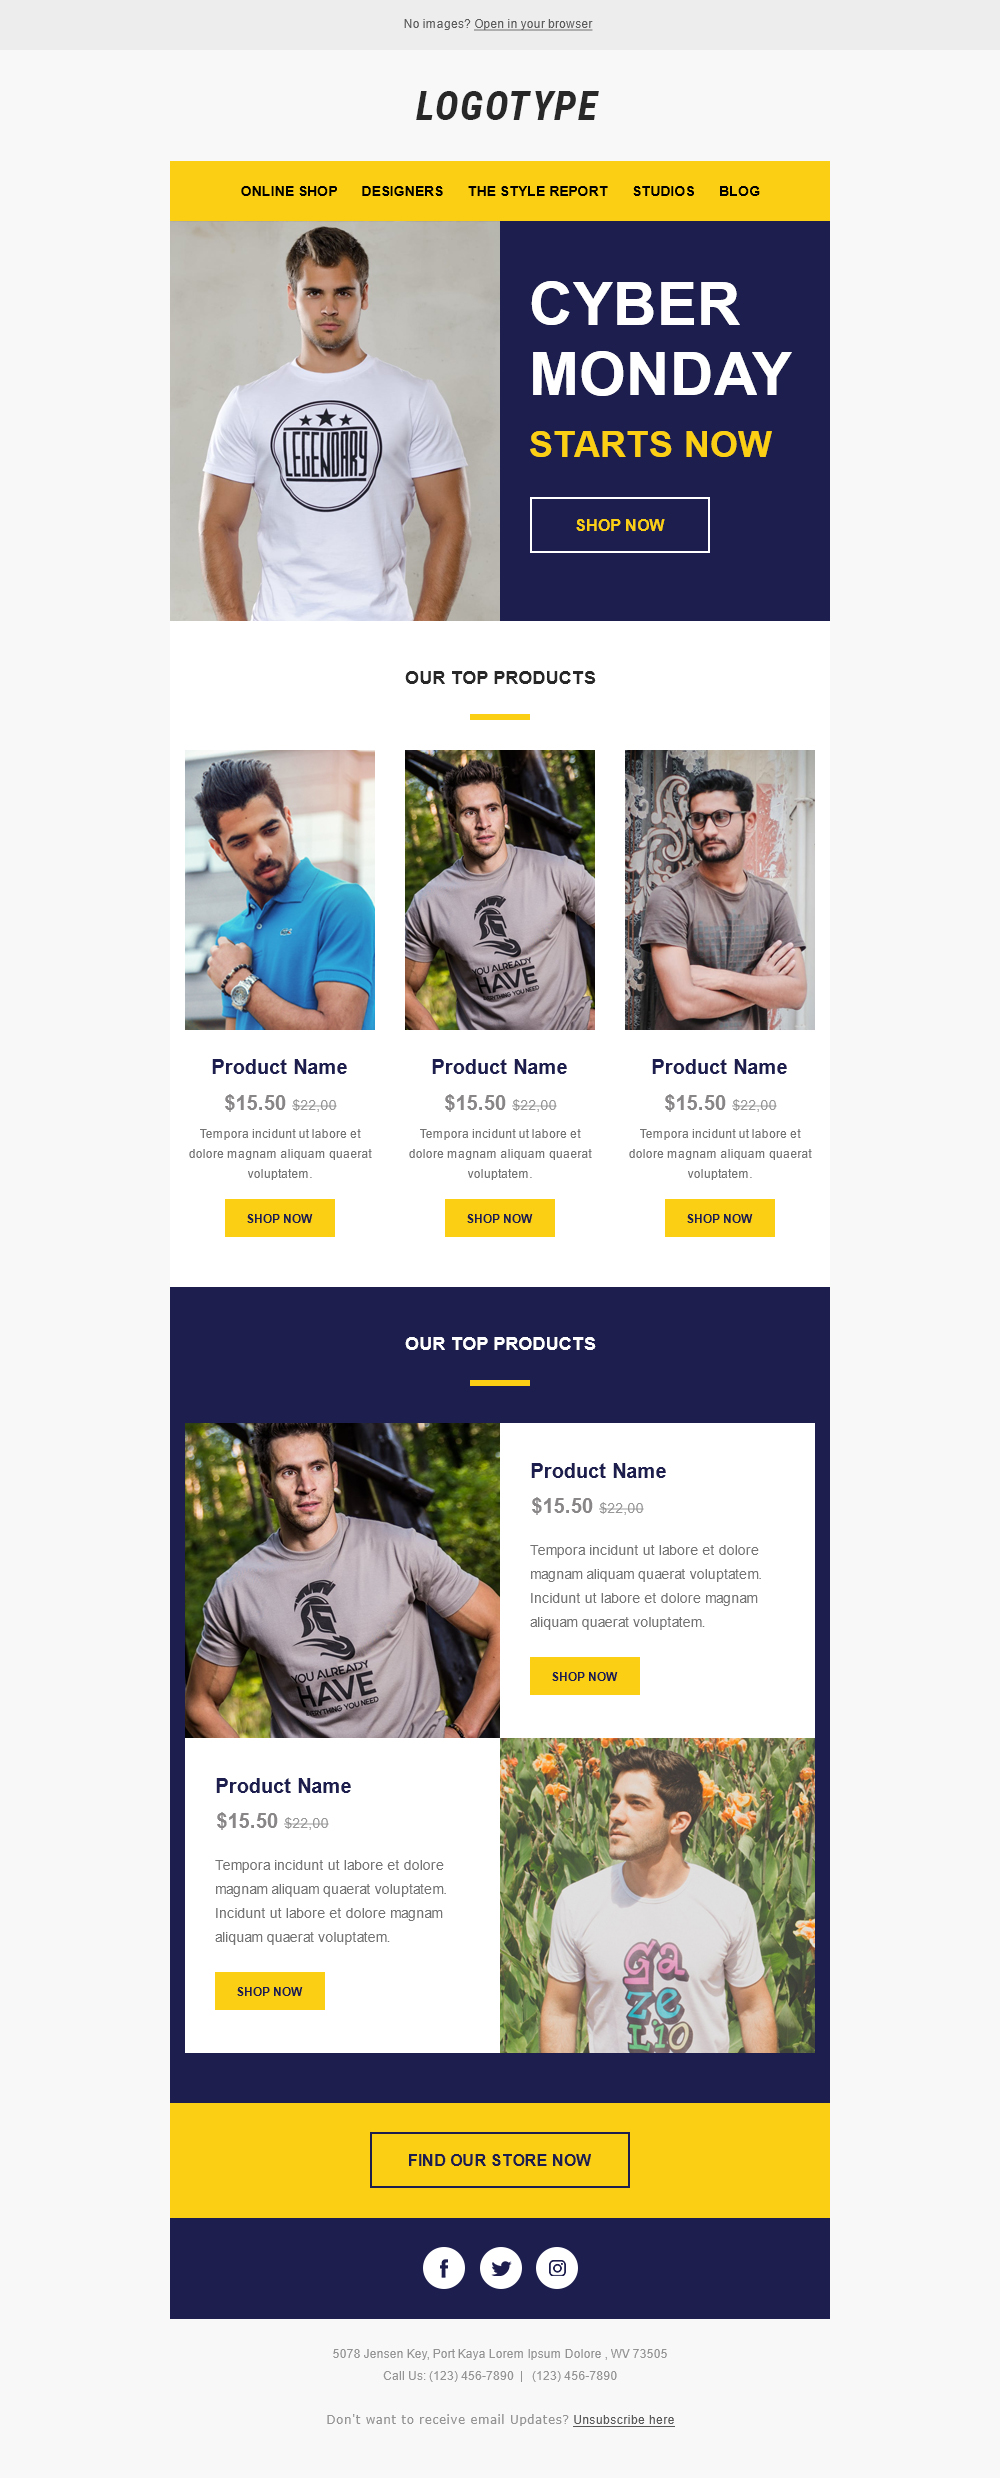 No images? Open in your browser
LOGOTYPE
ONLINE SHOP DESIGNERS THE STYLE REPORT STUDIOS BLOG
LEGENDARY
CYBER
MONDAY
STARTS NOW
SHOP NOW
OUR TOP PRODUCTS
YOU ALREADY
HAVE
EVERYTHING YOU NEED
Product Name
$15.50 $22,00
Tempora incidunt ut labore et
dolore magnam aliquam quaerat
voluptatem.
SHOP NOW
Product Name
$15.50 $22,00
Tempora incidunt ut labore et
dolore magnam aliquam quaerat
voluptatem.
SHOP NOW
Product Name
$15.50 $22,00
Tempora incidunt ut labore et
dolore magnam aliquam quaerat
voluptatem.
SHOP NOW
OUR TOP PRODUCTS
YOU ALREADY
HAVE
EVERYTHING YOU NEED
Product Name
$15.50 $22,00
Tempora incidunt ut labore et dolore
magnam aliquam quaerat voluptatem.
Incidunt ut labore et dolore magnam
aliquam quaerat voluptatem.
SHOP NOW
Product Name
$15.50 $22,00
Tempora incidunt ut labore et dolore
magnam aliquam quaerat voluptatem.
Incidunt ut labore et dolore magnam
aliquam quaerat voluptatem.
SHOP NOW
ga
ze
L'10
FIND OUR STORE NOW
5078 Jensen Key, Port Kaya Lorem Ipsum Dolore , WV 73505
Call Us: (123) 456-7890 | (123) 456-7890
Don't want to receive email Updates? Unsubscribe here